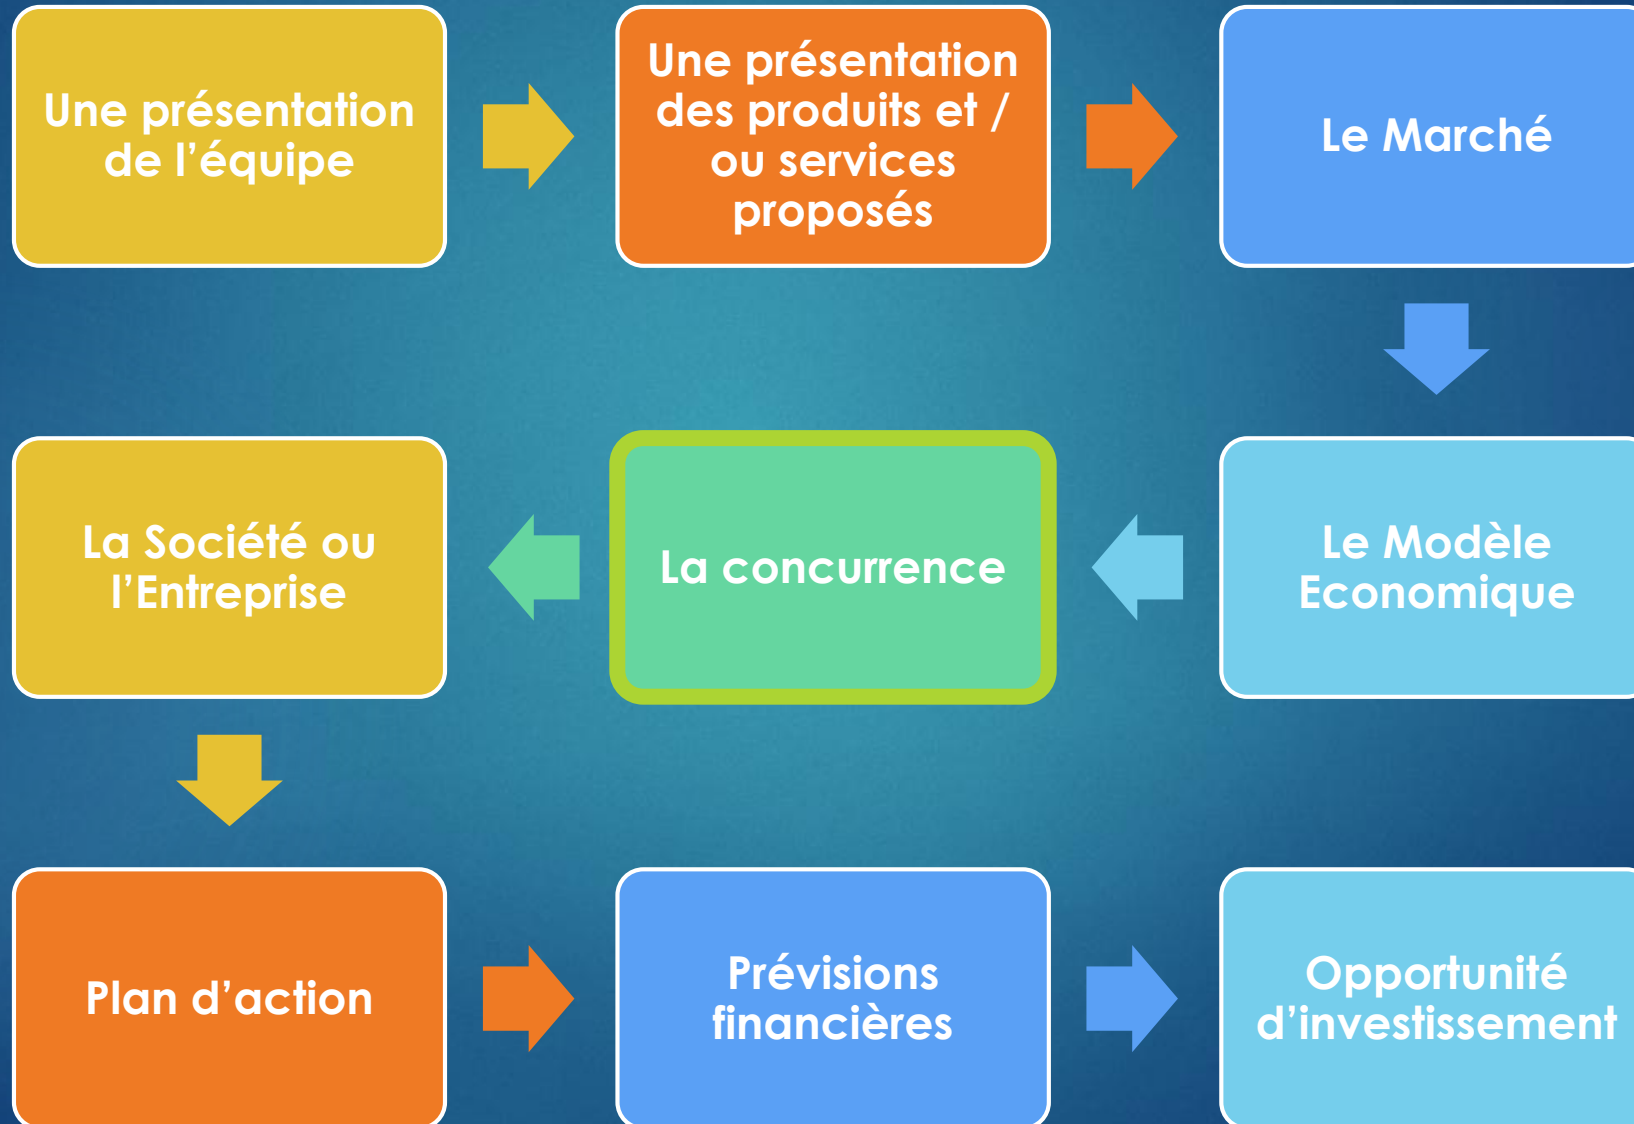 Une présentation
de l’équipe
Une présentation
des produits et /
ou services
proposés
Le Marché
Le Modèle
Economique
La concurrence
La Société ou
l’Entreprise
Plan d’action
Prévisions
financières
Opportunité
d’investissement